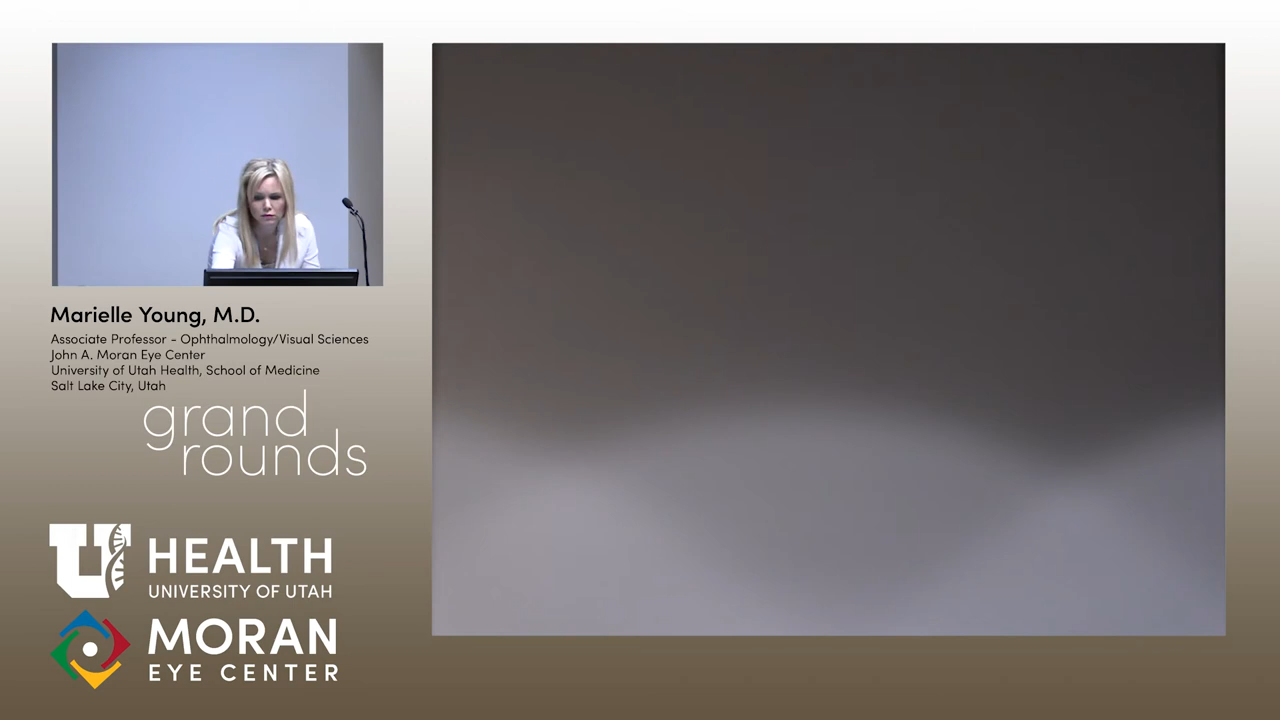 Marielle Young, M.D.
Associate Professor - Ophthalmology/Visual Sciences
John A. Moran Eye Center
University of Utah Health, School of Medicine
Salt Lake City, Utah
grand
rounds
U HEALTH
UNIVERSITY OF UTAH
MORAN
EYE CENTER